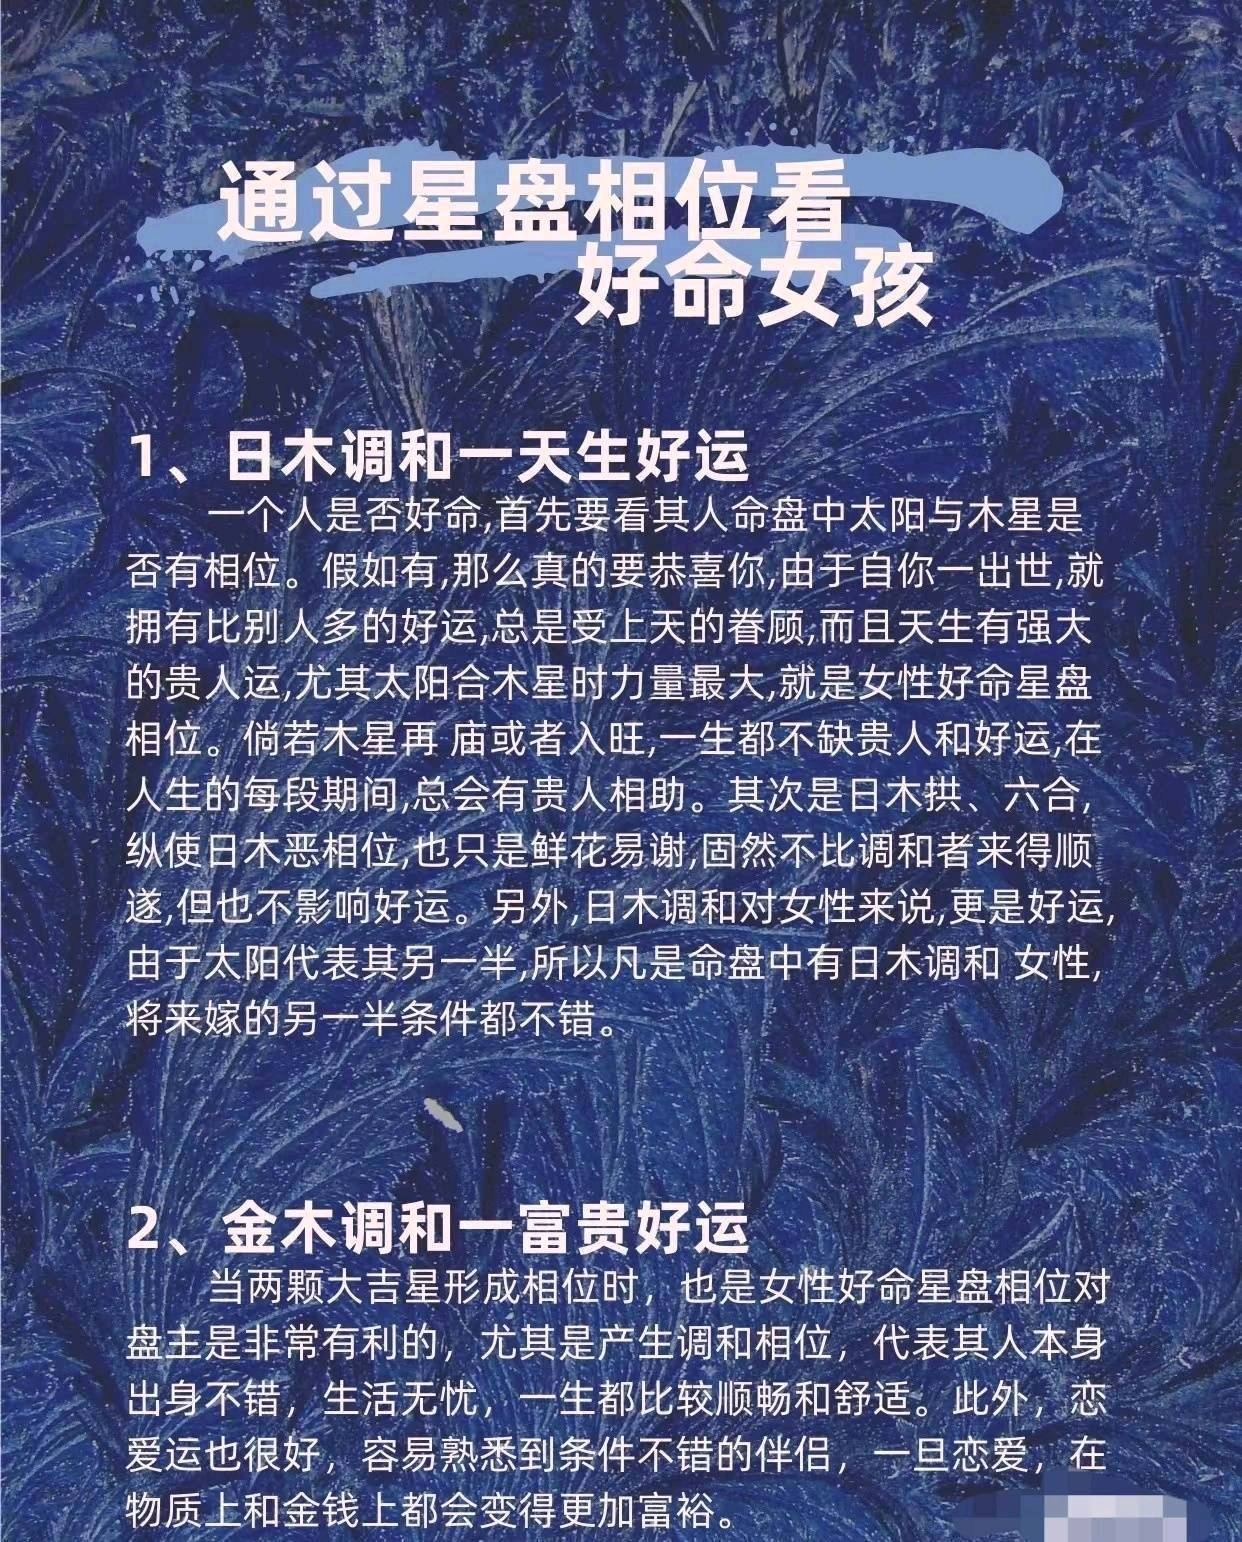 通过星盘相位看
好命女孩
1、日木调和一天生好运
一个人是否好命,首先要看其人命盘中太阳与木星是
否有相位。假如有,那么真的要恭喜你,由于自你一出世,就
拥有比别人多的好运,总是受上天的眷顾,而且天生有强大
的贵人运,尤其太阳合木星时力量最大,就是女性好命星盘
相位。倘若木星再 庙或者入旺,一生都不缺贵人和好运,在
人生的每段期间,总会有贵人相助。其次是日木拱、六合,
纵使日木恶相位,也只是鲜花易谢,固然不比调和者来得顺
遂,但也不影响好运。另外,日木调和对女性来说,更是好运,
由于太阳代表其另一半,所以凡是命盘中有日木调和 女性,
将来嫁的另一半条件都不错。
2、金木调和一富贵好运
当两颗大吉星形成相位时，也是女性好命星盘相位对
盘主是非常有利的，尤其是产生调和相位，代表其人本身
出身不错，生活无忧，一生都比较顺畅和舒适。此外，恋
爱运也很好，容易熟悉到条件不错的伴侣，一旦恋爱，在
物质上和金钱上都会变得更加富裕。